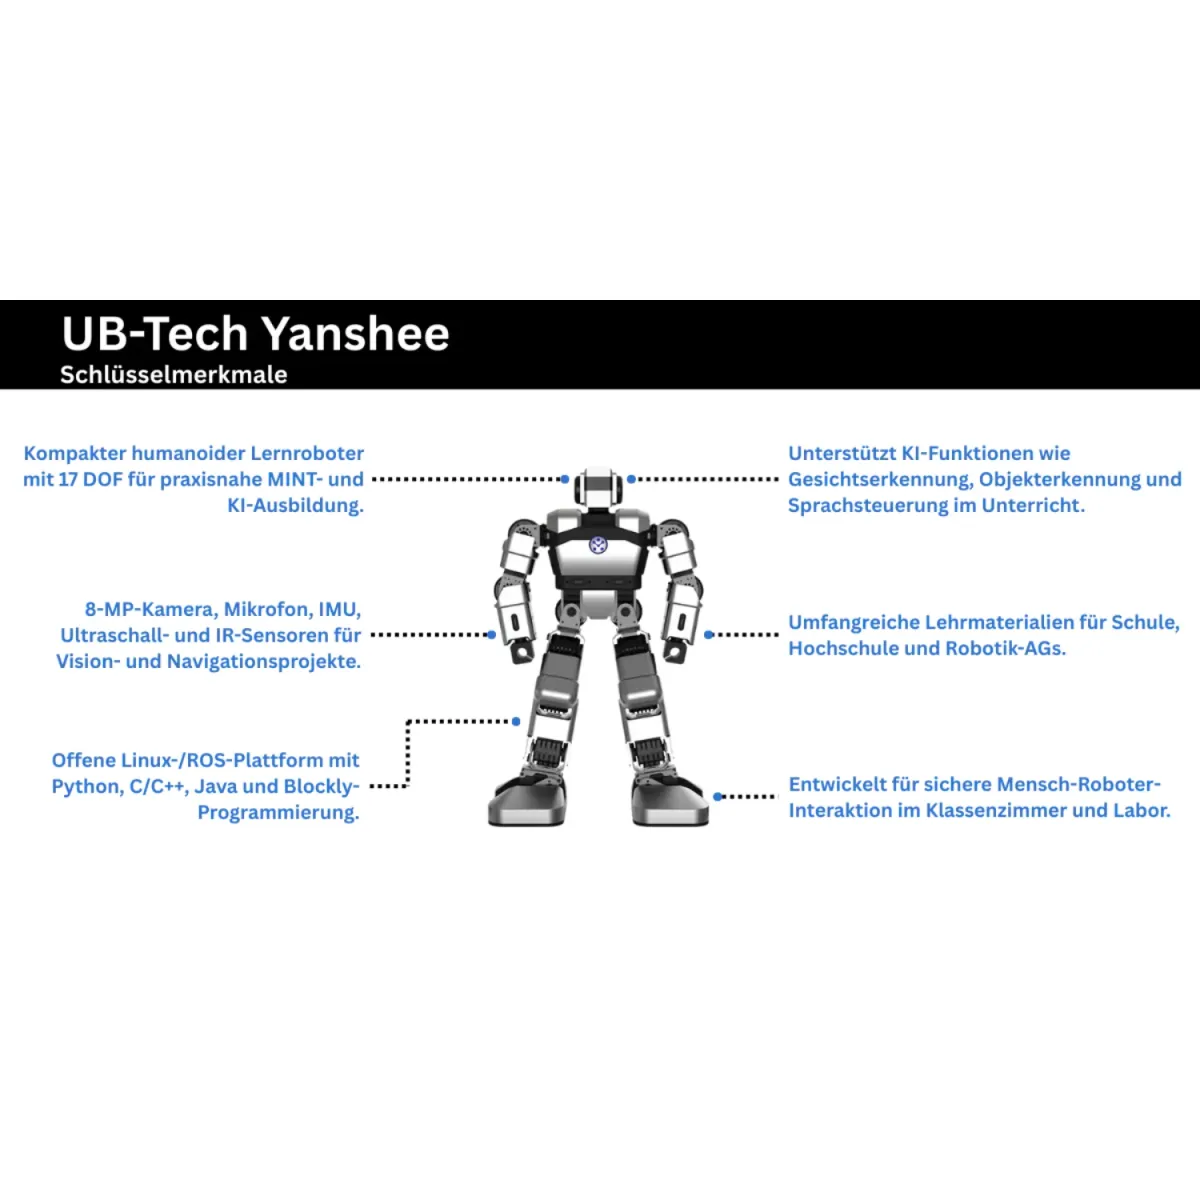 UB-Tech Yanshee
Schlüsselmerkmale
Kompakter humanoider Lernroboter
mit 17 DOF für praxisnahe MINT- und
KI-Ausbildung.
8-MP-Kamera, Mikrofon, IMU,
Ultraschall- und IR-Sensoren für
Vision- und Navigationsprojekte.
Offene Linux-/ROS-Plattform mit
Python, C/C++, Java und Blockly-
Programmierung.
Unterstützt KI-Funktionen wie
Gesichtserkennung, Objekterkennung und
Sprachsteuerung im Unterricht.
Umfangreiche Lehrmaterialien für Schule,
Hochschule und Robotik-AGs.
Entwickelt für sichere Mensch-Roboter-
Interaktion im Klassenzimmer und Labor.